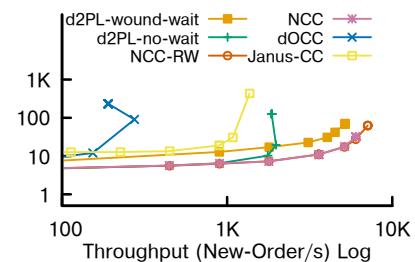 d2PL-wound-wait NCC
d2PL-no-wait dOCC
NCC-RW Janus-CC
1K
100
10
1
100 1K 10K
Throughput (New-Order/s) Log